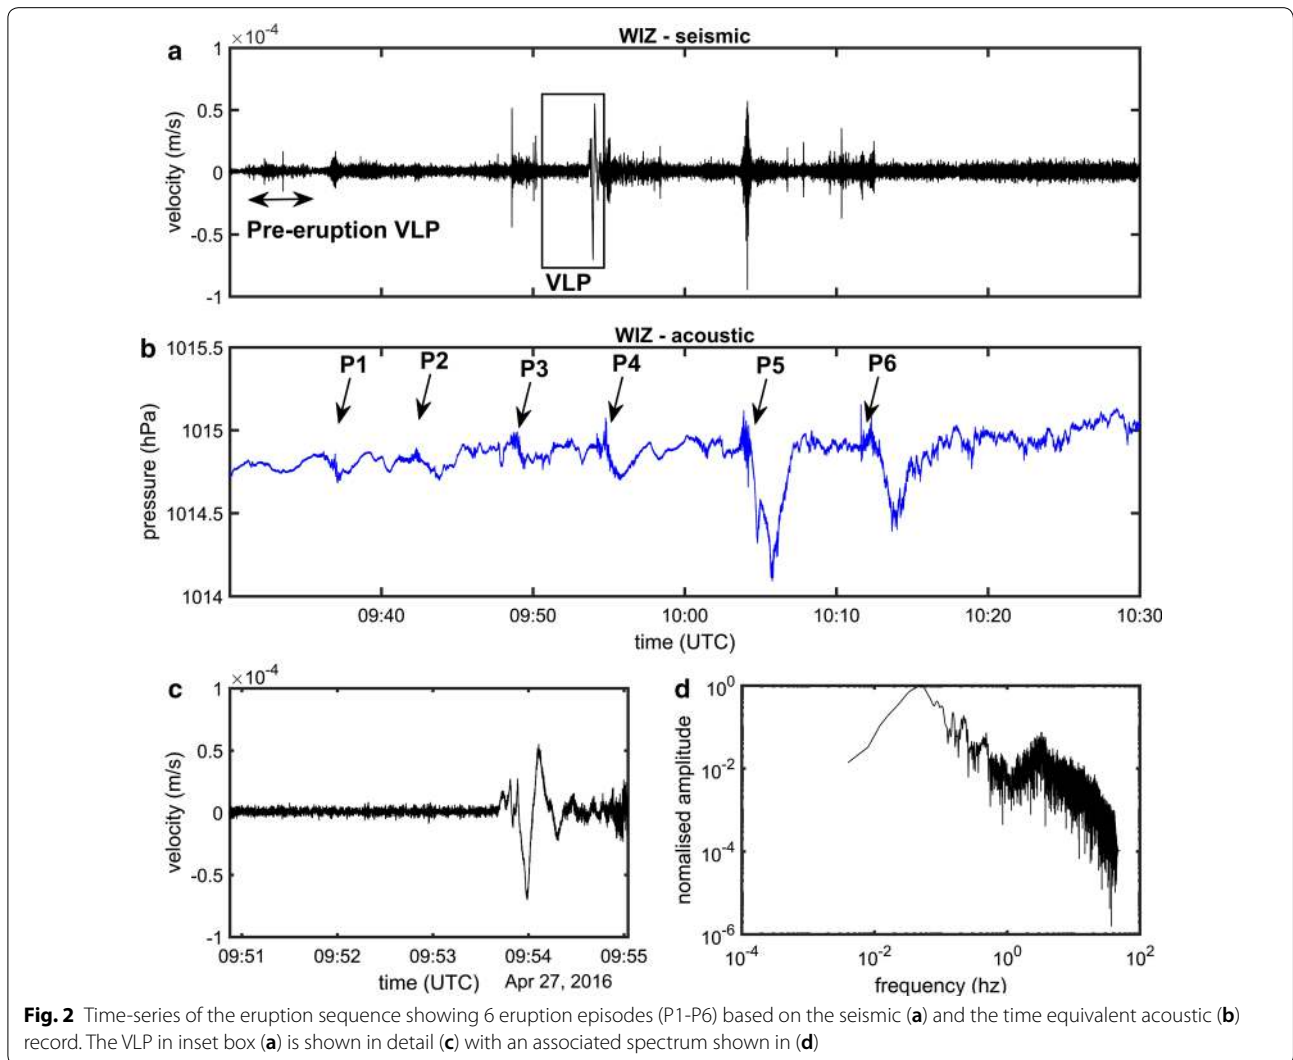 a
×10⁻⁴
WIZ - seismic
1
0.5
0
-0.5
-1
velocity (m/s)
Pre-eruption VLP
VLP
b
WIZ - acoustic
1015.5
1015
1014.5
1014
pressure (hPa)
P1
P2
P3
P4
P5
P6
09:40
09:50
10:00
10:10
10:20
10:30
time (UTC)
c
×10⁻⁴
1
0.5
0
-0.5
-1
velocity (m/s)
09:51
09:52
09:53
09:54
09:55
time (UTC)
Apr 27, 2016
d
10⁰
10⁻²
10⁻⁴
10⁻⁶
nomalised amplitude
10⁻⁴
10⁻²
10⁰
10²
frequency (hz)
Fig. 2 Time-series of the eruption sequence showing 6 eruption episodes (P1-P6) based on the seismic (a) and the time equivalent acoustic (b)
record. The VLP in inset box (a) is shown in detail (c) with an associated spectrum shown in (d)